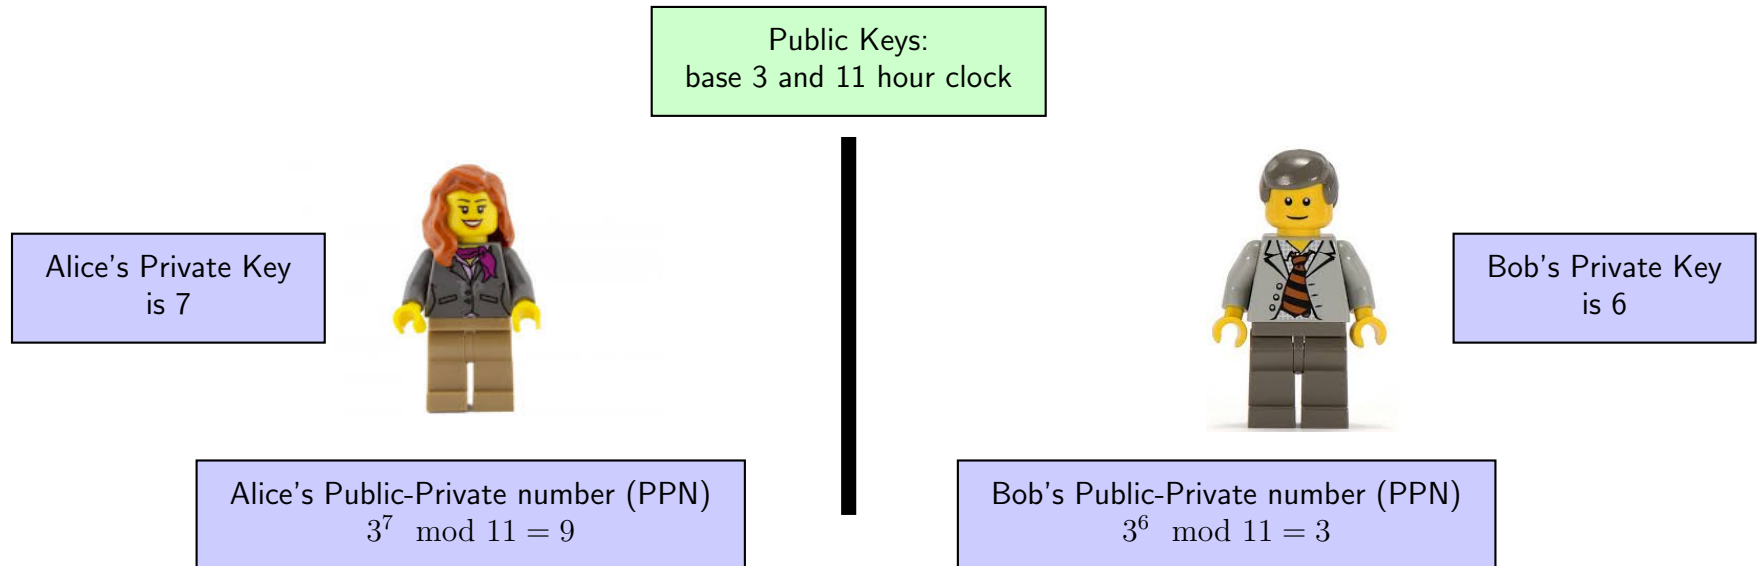 Public Keys:
base 3 and 11 hour clock
Alice's Private Key
is 7
Bob's Private Key
is 6
Alice's Public-Private number (PPN)
3^7 mod 11 = 9
Bob's Public-Private number (PPN)
3^6 mod 11 = 3